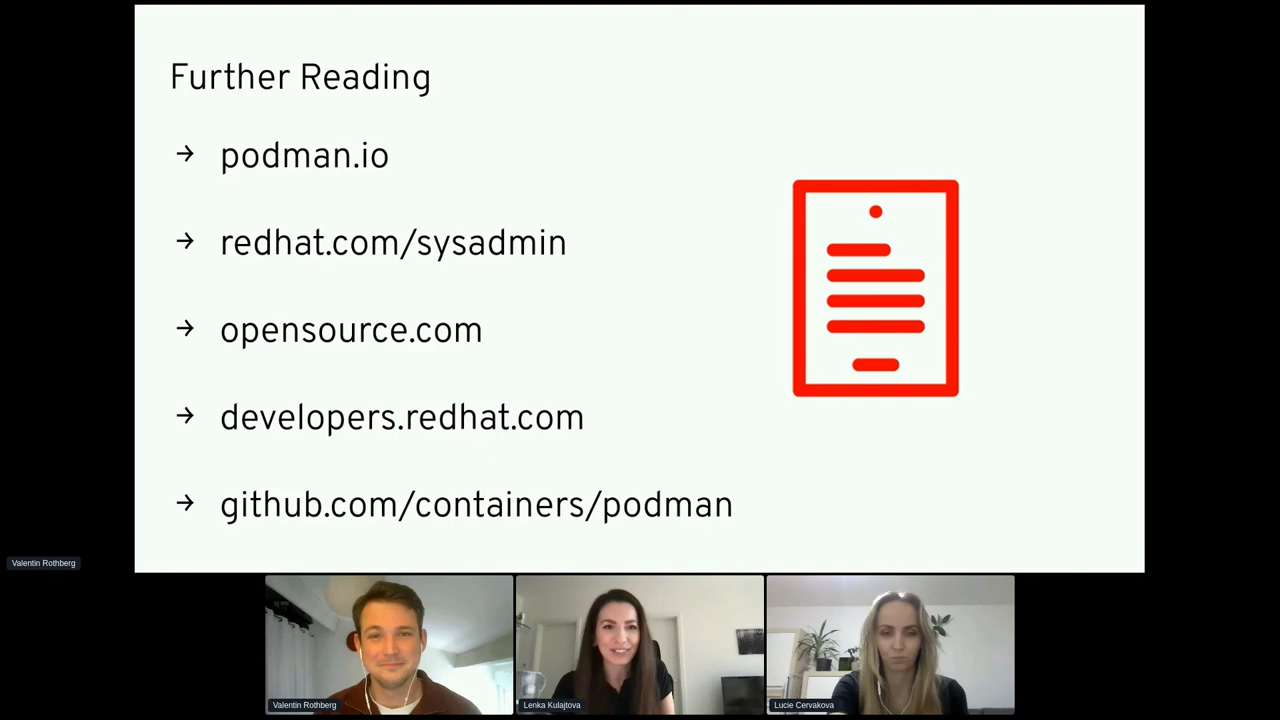 Further Reading
→ podman.io
→ redhat.com/sysadmin
→ opensource.com
→ developers.redhat.com
→ github.com/containers/podman
Valentin Rothberg
Valentin Rothberg
Lenka Kulajtova
Lucie Cervakova